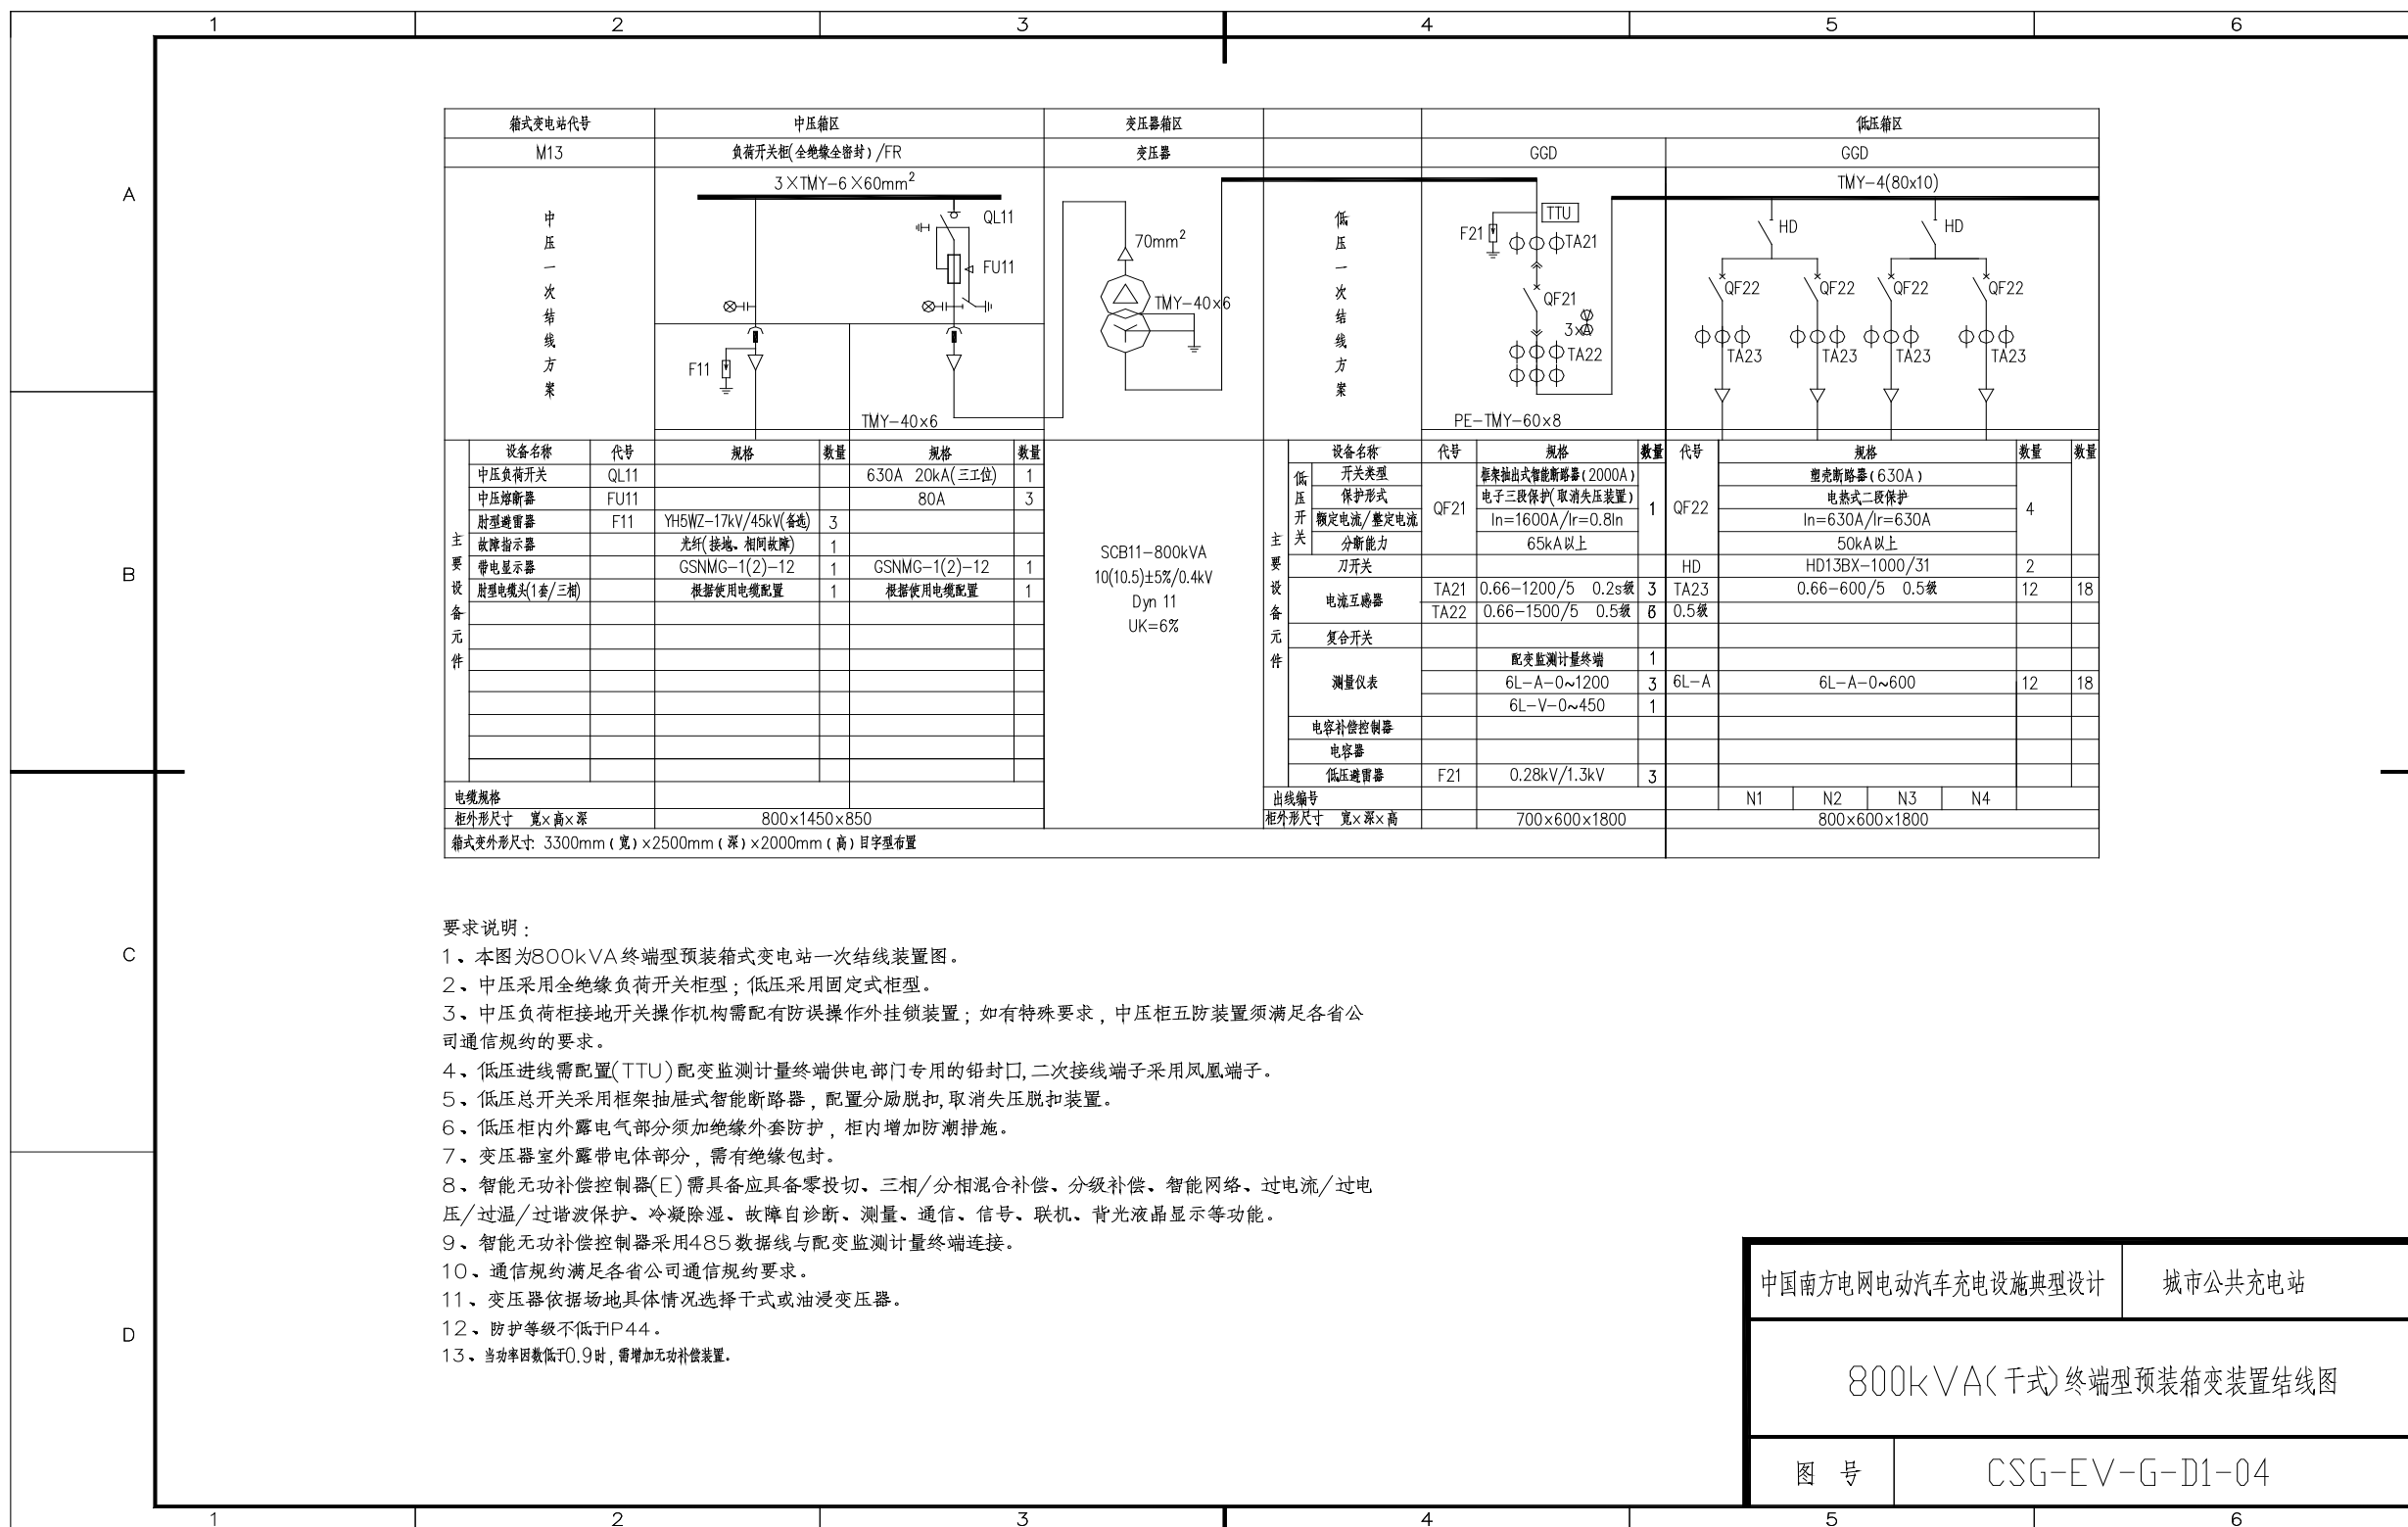 1 2 3 4 5 6
箱式变电站代号 中压箱区 变压器箱区 低压箱区
M13 负荷开关柜(全绝缘全密封)/FR 变压器 GGD GGD
中压一次结线方案
3×TMY-6×60mm²
QL11
FU11
F11
TMY-40×6
70mm²
TMY-40×6
低压一次结线方案
TTU
F21
TA21
QF21
V
3×A
TA22
PE-TMY-60×8
TMY-4(80x10)
HD HD
QF22 QF22 QF22 QF22
TA23 TA23 TA23 TA23
主要设备元件
设备名称 代号 规格 数量 规格 数量
中压负荷开关 QL11 630A 20kA(三工位) 1
中压熔断器 FU11 80A 3
肘型避雷器 F11 YH5WZ-17kV/45kV(备选) 3
故障指示器 光纤(接地、相间故障) 1
带电显示器 GSNMG-1(2)-12 1 GSNMG-1(2)-12 1
肘型电缆头(1套/三相) 根据使用电缆配置 1 根据使用电缆配置 1
电缆规格
柜外形尺寸 宽×高×深 800×1450×850
箱式变外形尺寸: 3300mm(宽)×2500mm(深)×2000mm(高)目字型布置
SCB11-800kVA
10(10.5)±5%/0.4kV
Dyn 11
UK=6%
主要设备元件
设备名称 代号 规格 数量 代号 规格 数量 数量
低压开关
开关类型 QF21 框架抽出式智能断路器(2000A) 1 QF22 塑壳断路器(630A) 4
保护形式 电子三段保护(取消失压装置) 电热式二段保护
额定电流/整定电流 In=1600A/Ir=0.8In In=630A/Ir=630A
分断能力 65kA以上 50kA以上
刀开关 HD HD13BX-1000/31 2
电流互感器 TA21 0.66-1200/5 0.2s级 3 TA23 0.66-600/5 0.5级 12 18
TA22 0.66-1500/5 0.5级 6 0.5级
复合开关
测量仪表 配变监测计量终端 1
6L-A-0~1200 3 6L-A 6L-A-0~600 12 18
6L-V-0~450 1
电容补偿控制器
电容器
低压避雷器 F21 0.28kV/1.3kV 3
出线编号 N1 N2 N3 N4
柜外形尺寸 宽×深×高 700×600×1800 800×600×1800
A
B
C
D
要求说明:
1、本图为800kVA终端型预装箱式变电站一次结线装置图。
2、中压采用全绝缘负荷开关柜型;低压采用固定式柜型。
3、中压负荷柜接地开关操作机构需配有防误操作外挂锁装置;如有特殊要求,中压柜五防装置须满足各省公
司通信规约的要求。
4、低压进线需配置(TTU)配变监测计量终端供电部门专用的铅封口,二次接线端子采用凤凰端子。
5、低压总开关采用框架抽屉式智能断路器,配置分励脱扣,取消失压脱扣装置。
6、低压柜内外露电气部分须加绝缘外套防护,柜内增加防潮措施。
7、变压器室外露带电体部分,需有绝缘包封。
8、智能无功补偿控制器(E)需具备应具备零投切、三相/分相混合补偿、分级补偿、智能网络、过电流/过电
压/过温/过谐波保护、冷凝除湿、故障自诊断、测量、通信、信号、联机、背光液晶显示等功能。
9、智能无功补偿控制器采用485数据线与配变监测计量终端连接。
10、通信规约满足各省公司通信规约要求。
11、变压器依据场地具体情况选择干式或油浸变压器。
12、防护等级不低于IP44。
13、当功率因数低于0.9时,需增加无功补偿装置。
中国南方电网电动汽车充电设施典型设计 城市公共充电站
800kVA(干式)终端型预装箱变装置结线图
图 号 CSG-EV-G-D1-04
1 2 3 4 5 6